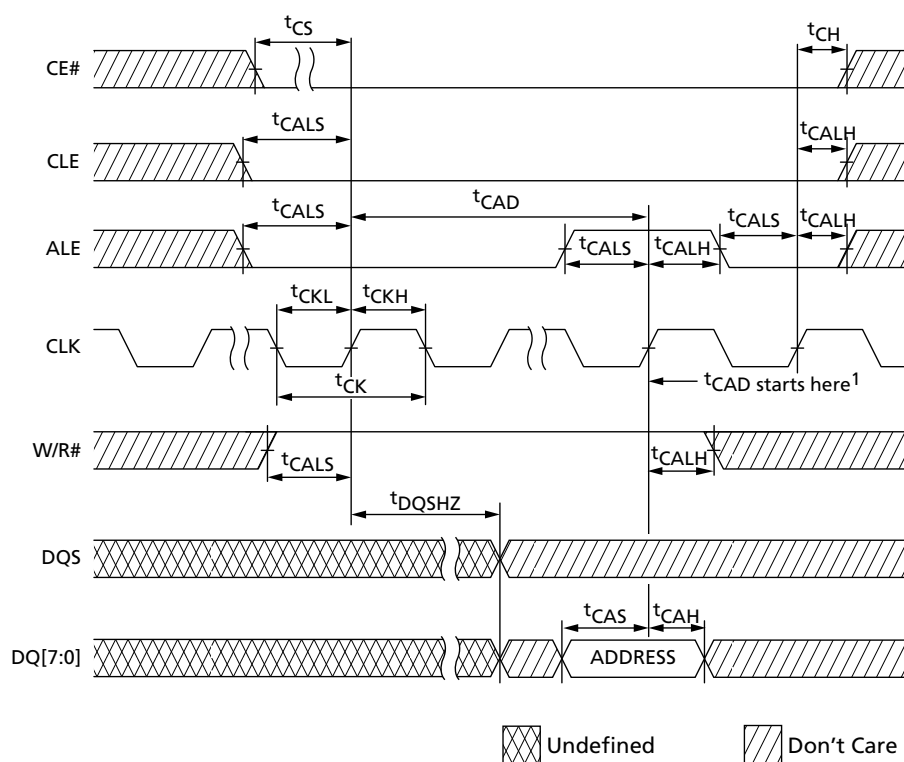 tCS
tCH
CE#
tCALS
tCALH
CLE
tCALS
tCAD
tCALS
tCALH
ALE
tCALS
tCALH
tCKL
tCKH
CLK
tCK
tCAD starts here1
W/R#
tCALS
tCALH
tDQSHZ
DQS
tCAS
tCAH
DQ[7:0]
ADDRESS
Undefined
Don't Care